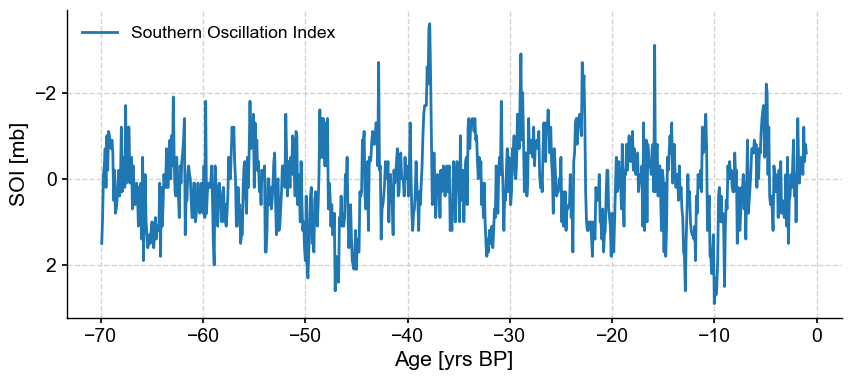 Southern Oscillation Index
SOI [mb]
−2
0
2
−70 −60 −50 −40 −30 −20 −10 0
Age [yrs BP]